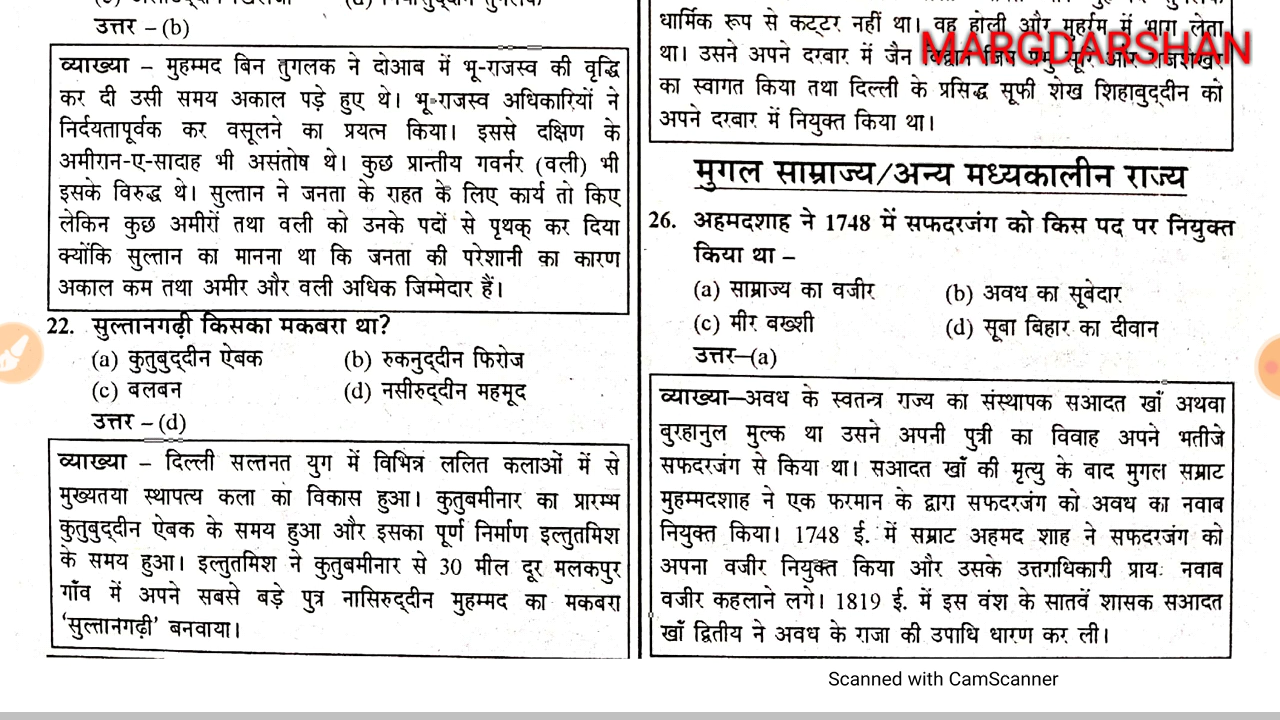 उत्तर – (b)
व्याख्या – मुहम्मद बिन तुगलक ने दोआब में भू-राजस्व की वृद्धि
कर दी उसी समय अकाल पड़े हुए थे। भू-राजस्व अधिकारियों ने
निर्दयतापूर्वक कर वसूलने का प्रयत्न किया। इससे दक्षिण के
अमीरान-ए-सादाह भी असंतोष थे। कुछ प्रान्तीय गवर्नर (वली) भी
इसके विरुद्ध थे। सुल्तान ने जनता के राहत के लिए कार्य तो किए
लेकिन कुछ अमीरों तथा वली को उनके पदों से पृथक् कर दिया
क्योंकि सुल्तान का मानना था कि जनता की परेशानी का कारण
अकाल कम तथा अमीर और वली अधिक जिम्मेदार हैं।
22. सुल्तानगढ़ी किसका मकबरा था?
(a) कुतुबुद्दीन ऐबक (b) रुकनुद्दीन फिरोज
(c) बलबन (d) नसीरुद्दीन महमूद
उत्तर – (d)
व्याख्या – दिल्ली सल्तनत युग में विभिन्न ललित कलाओं में से
मुख्यतया स्थापत्य कला का विकास हुआ। कुतुबमीनार का प्रारम्भ
कुतुबुद्दीन ऐबक के समय हुआ और इसका पूर्ण निर्माण इल्तुतमिश
के समय हुआ। इल्तुतमिश ने कुतुबमीनार से 30 मील दूर मलकपुर
गाँव में अपने सबसे बड़े पुत्र नासिरुद्दीन मुहम्मद का मकबरा
'सुल्तानगढ़ी' बनवाया।
धार्मिक रूप से कट्टर नहीं था। वह होली और मुहर्रम में भाग लेता
था। उसने अपने दरबार में जैन
MARGDARSHAN
का स्वागत किया तथा दिल्ली के प्रसिद्ध सूफी शेख शिहाबुद्दीन को
अपने दरबार में नियुक्त किया था।
मुगल साम्राज्य/अन्य मध्यकालीन राज्य
26. अहमदशाह ने 1748 में सफदरजंग को किस पद पर नियुक्त
किया था –
(a) साम्राज्य का वजीर (b) अवध का सूबेदार
(c) मीर वख्शी (d) सूबा बिहार का दीवान
उत्तर–(a)
व्याख्या–अवध के स्वतन्त्र राज्य का संस्थापक सआदत खाँ अथवा
बुरहानुल मुल्क था उसने अपनी पुत्री का विवाह अपने भतीजे
सफदरजंग से किया था। सआदत खाँ की मृत्यु के बाद मुगल सम्राट
मुहम्मदशाह ने एक फरमान के द्वारा सफदरजंग को अवध का नवाब
नियुक्त किया। 1748 ई. में सम्राट अहमद शाह ने सफदरजंग को
अपना वजीर नियुक्त किया और उसके उत्तराधिकारी प्रायः नवाब
वजीर कहलाने लगे। 1819 ई. में इस वंश के सातवें शासक सआदत
खाँ द्वितीय ने अवध के राजा की उपाधि धारण कर ली।
Scanned with CamScanner